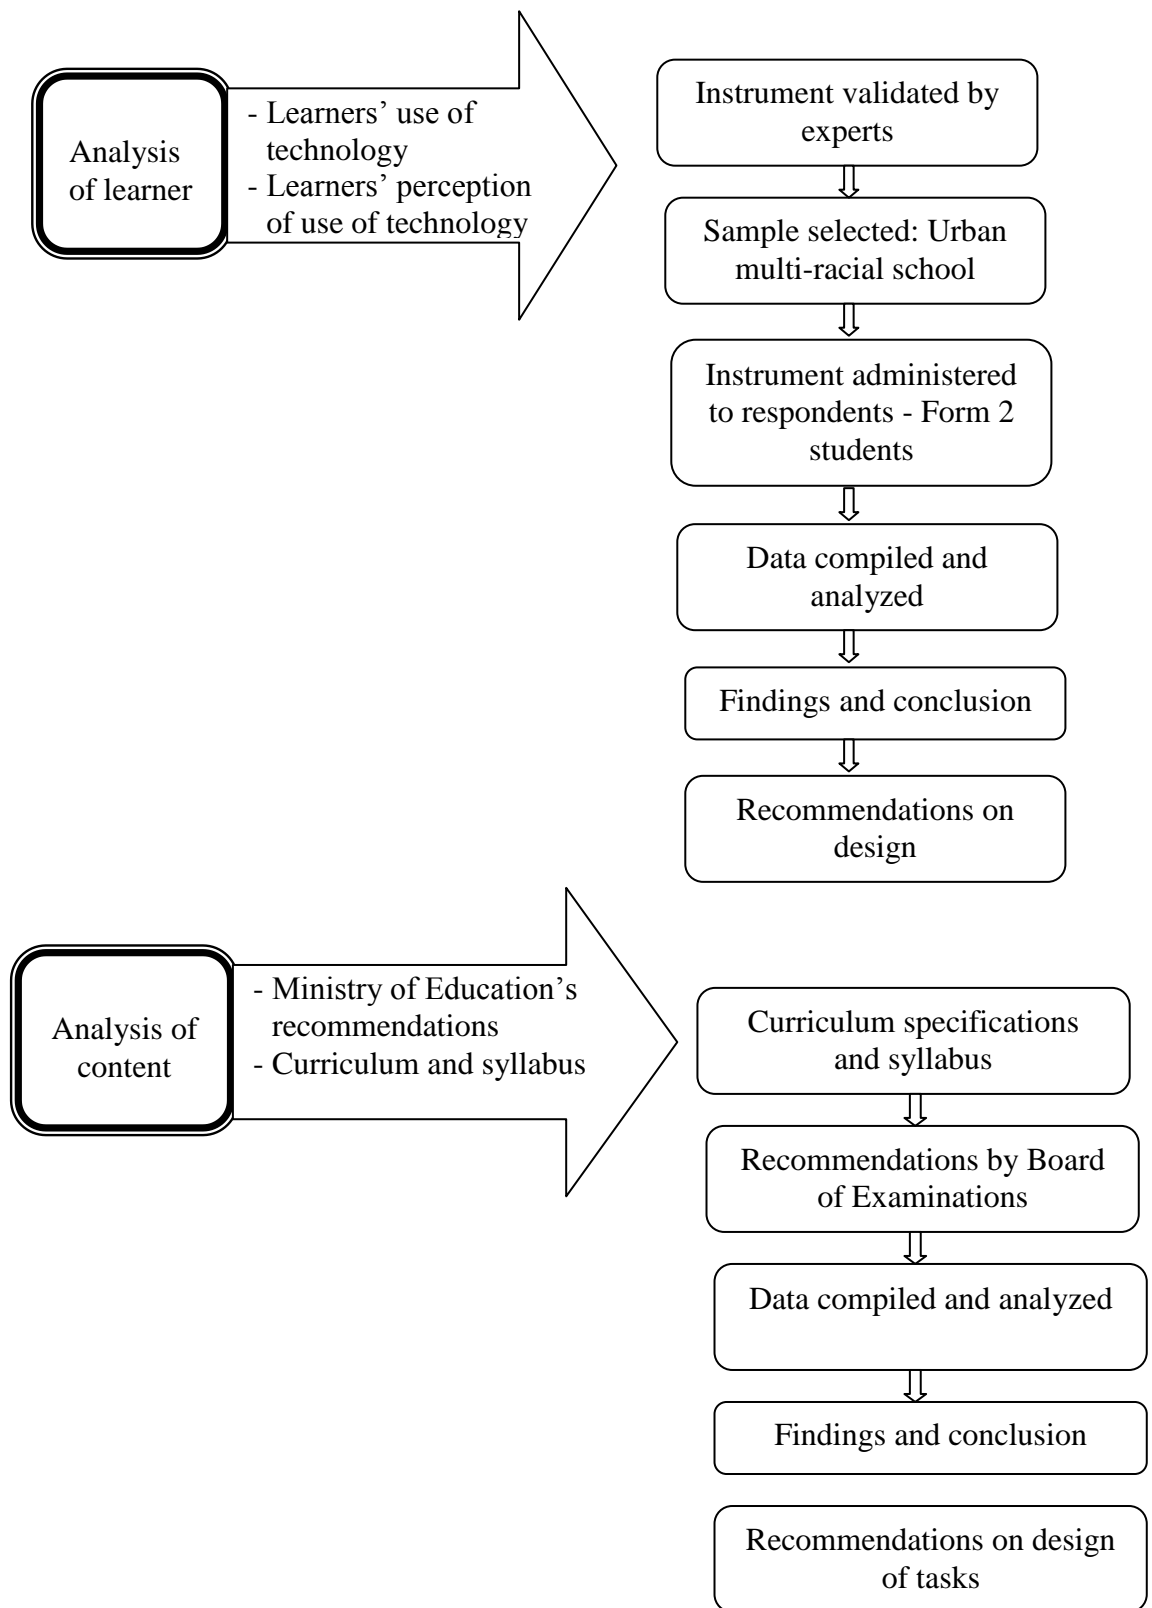 Analysis
of learner
- Learners’ use of
technology
- Learners’ perception
of use of technology
Instrument validated by
experts
Sample selected: Urban
multi-racial school
Instrument administered
to respondents - Form 2
students
Data compiled and
analyzed
Findings and conclusion
Recommendations on
design
Analysis of
content
- Ministry of Education’s
recommendations
- Curriculum and syllabus
Curriculum specifications
and syllabus
Recommendations by Board
of Examinations
Data compiled and analyzed
Findings and conclusion
Recommendations on design
of tasks